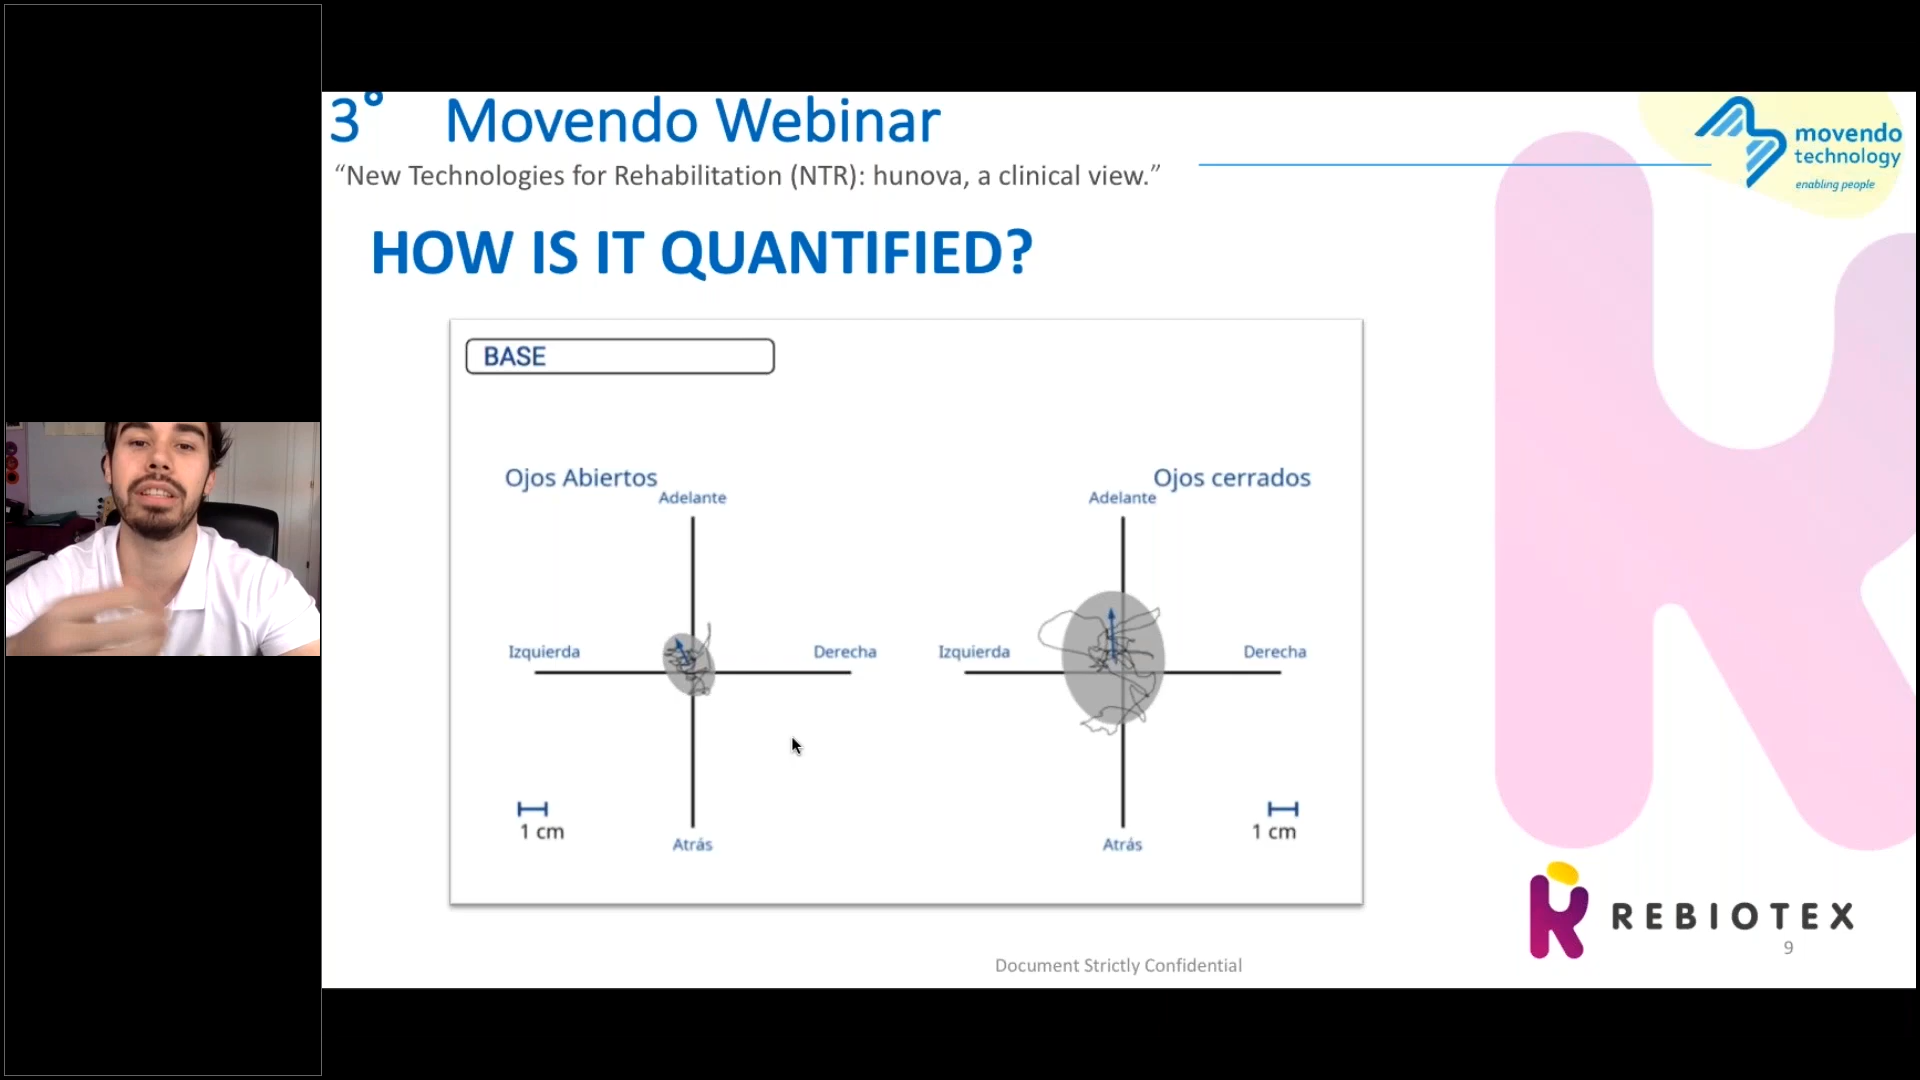 3° Movendo Webinar
“New Technologies for Rehabilitation (NTR): hunova, a clinical view.”
movendo
technology
enabling people
HOW IS IT QUANTIFIED?
BASE
Ojos Abiertos
Adelante
Izquierda
Derecha
Atrás
1 cm
Ojos cerrados
Adelante
Izquierda
Derecha
Atrás
1 cm
REBIOTEX
9
Document Strictly Confidential